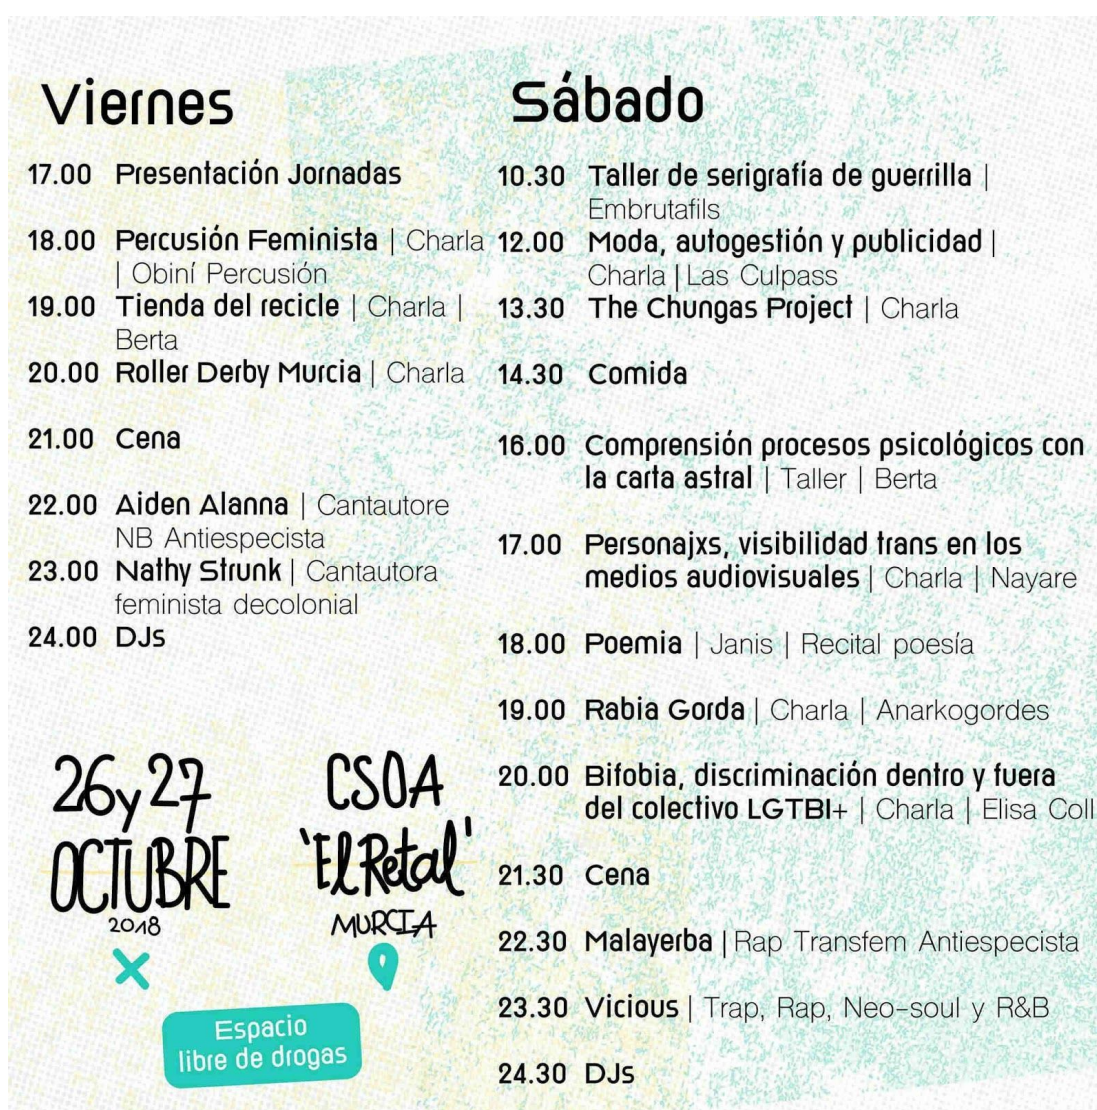 Viernes
17.00 Presentación Jornadas
18.00 Percusión Feminista | Charla
| Obiní Percusión
19.00 Tienda del recicle | Charla |
Berta
20.00 Roller Derby Murcia | Charla
21.00 Cena
22.00 Aiden Alanna | Cantautore
NB Antiespecista
23.00 Nathy Strunk | Cantautora
feminista decolonial
24.00 DJs
Sábado
10.30 Taller de serigrafía de guerrilla |
Embrutafils
12.00 Moda, autogestión y publicidad |
Charla | Las Culpass
13.30 The Chungas Project | Charla
14.30 Comida
16.00 Comprensión procesos psicológicos con
la carta astral | Taller | Berta
17.00 Personajxs, visibilidad trans en los
medios audiovisuales | Charla | Nayare
18.00 Poemia | Janis | Recital poesía
19.00 Rabia Gorda | Charla | Anarkogordes
20.00 Bifobia, discriminación dentro y fuera
del colectivo LGTBI+ | Charla | Elisa Coll
21.30 Cena
22.30 Malayerba | Rap Transfem Antiespecista
23.30 Vicious | Trap, Rap, Neo-soul y R&B
24.30 DJs
26 y 27
OCTUBRE
2018
CSOA
'El Retal'
MURCIA
Espacio
libre de drogas